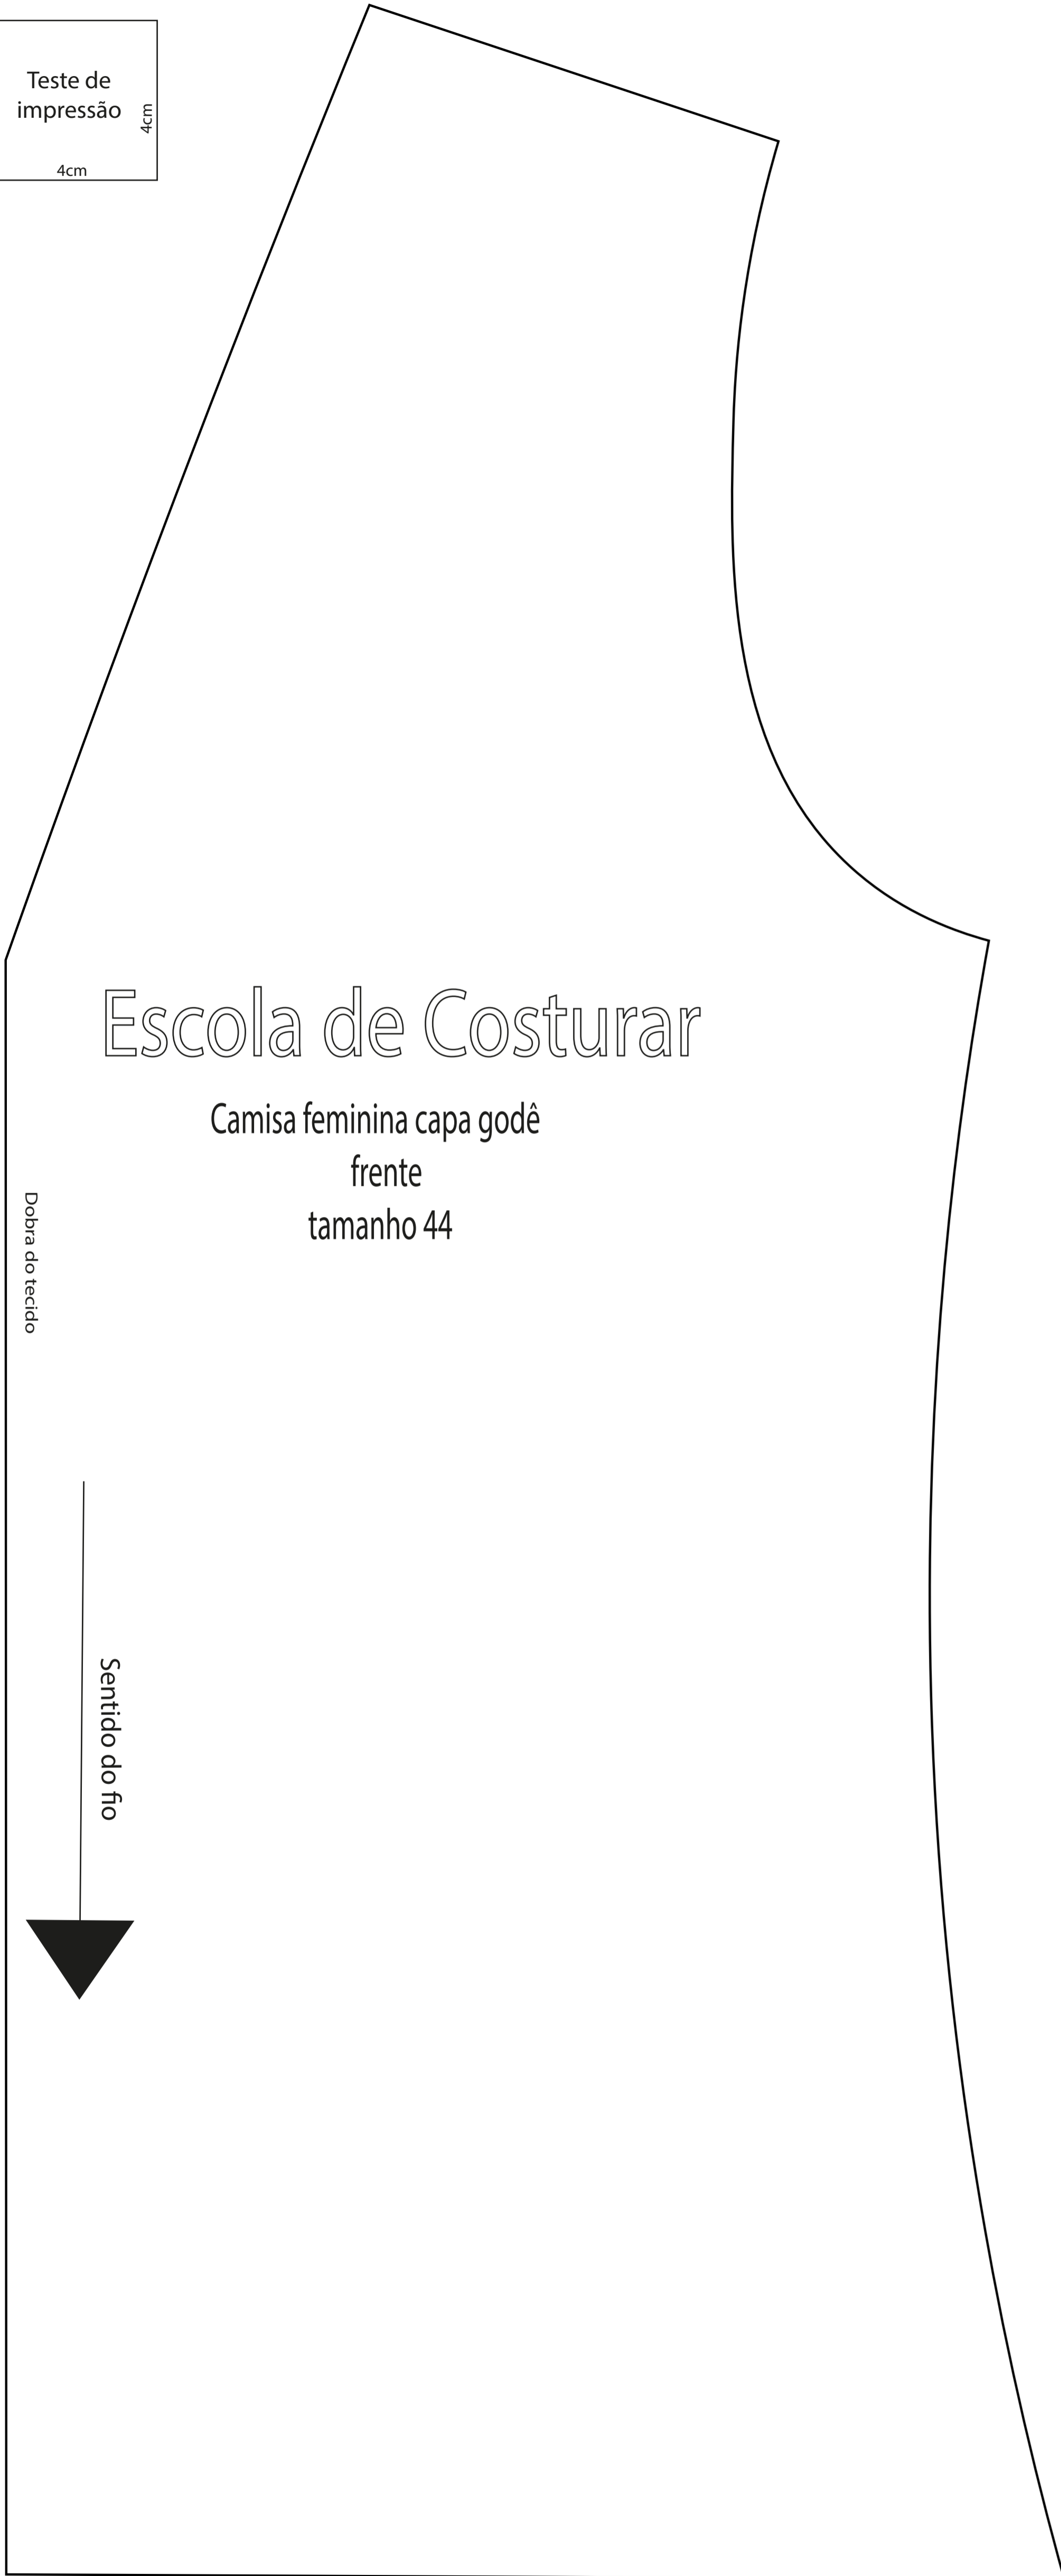 Teste de
impressão
4cm
4cm
Escola de Costurar
Camisa feminina capa godê
frente
tamanho 44
Dobra do tecido
Sentido do fio